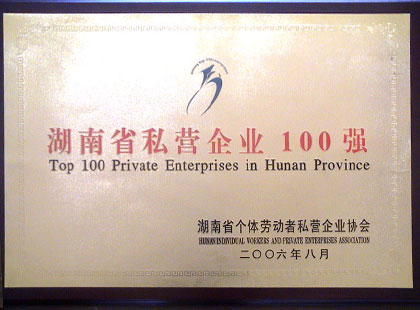 湖南省私营企业 100 强
Top 100 Private Enterprises in Hunan Province
湖南省个体劳动者私营企业协会
HUNAN INDIVIDUAL WORKERS AND PRIVATE ENTERPRISES ASSOCIATION
二〇〇六年八月